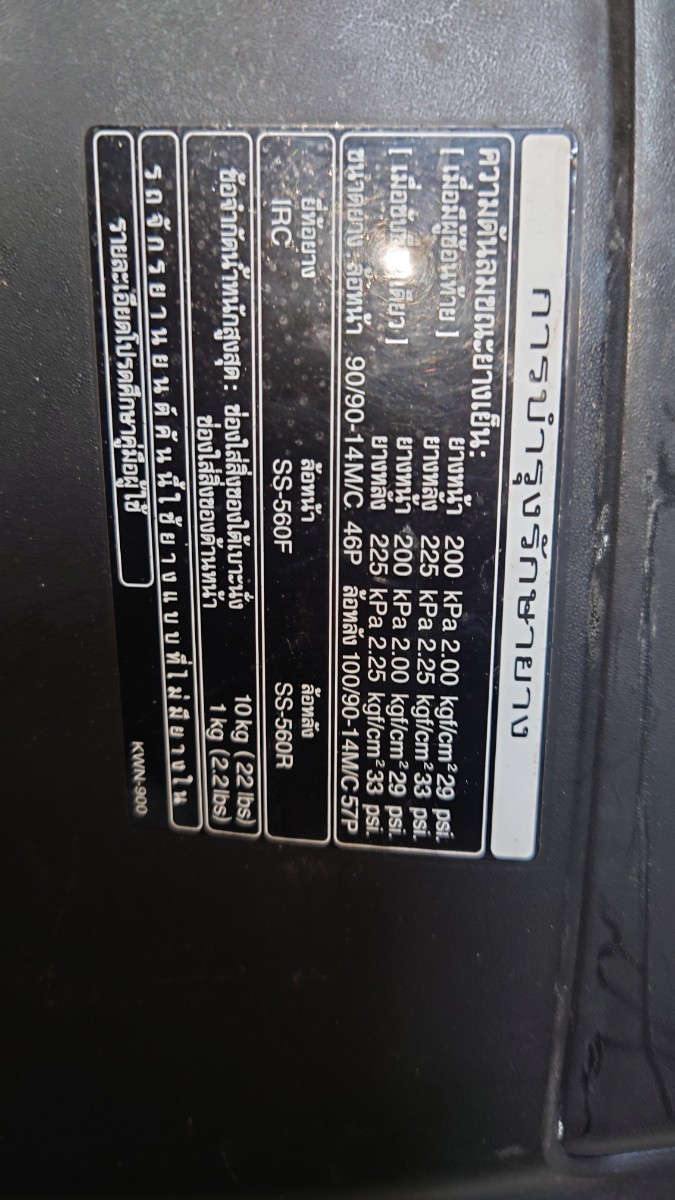 การบำรุงรักษายาง
ความดันลมขณะยางเย็น:
[ เมื่อมีผู้ซ้อนท้าย ] ยางหน้า 200 kPa 2.00 kgf/cm² 29 psi.
ยางหลัง 225 kPa 2.25 kgf/cm² 33 psi.
[ เมื่อขับขี่ เดียว ] ยางหน้า 200 kPa 2.00 kgf/cm² 29 psi.
ยางหลัง 225 kPa 2.25 kgf/cm² 33 psi.
ขนาดยาง ล้อหน้า 90/90-14M/C 46P ล้อหลัง 100/90-14M/C 57P
ยี่ห้อยาง ล้อหน้า ล้อหลัง
IRC SS-560F SS-560R
ข้อจำกัดน้ำหนักสูงสุด : ช่องใส่สิ่งของใต้เบาะนั่ง 10 kg ( 22 lbs)
ช่องใส่สิ่งของด้านหน้า 1 kg (2.2 lbs)
รถจักรยานยนต์คันนี้ใช้ยางแบบที่ไม่มียางใน
รายละเอียดโปรดศึกษาคู่มือผู้ใช้
KWN-900